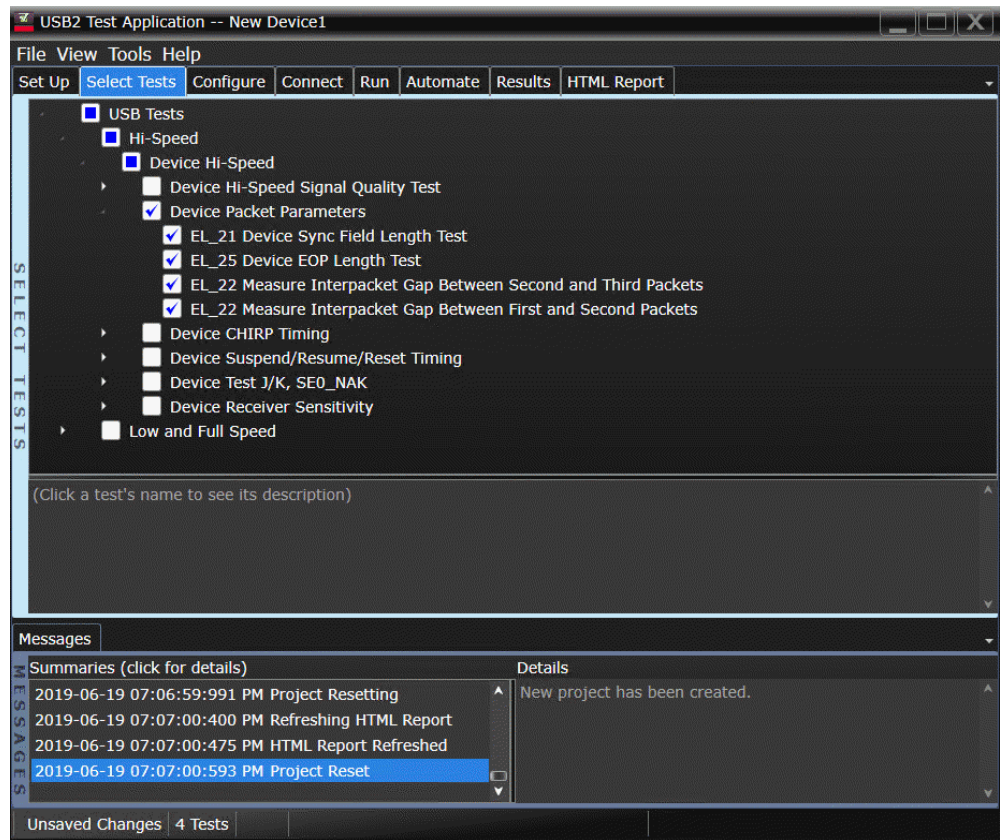 USB2 Test Application -- New Device1
File View Tools Help
Set Up Select Tests Configure Connect Run Automate Results HTML Report
USB Tests
Hi-Speed
Device Hi-Speed
Device Hi-Speed Signal Quality Test
Device Packet Parameters
EL_21 Device Sync Field Length Test
EL_25 Device EOP Length Test
EL_22 Measure Interpacket Gap Between Second and Third Packets
EL_22 Measure Interpacket Gap Between First and Second Packets
Device CHIRP Timing
Device Suspend/Resume/Reset Timing
Device Test J/K, SE0_NAK
Device Receiver Sensitivity
Low and Full Speed
SELECT TESTS
(Click a test's name to see its description)
Messages
MESSAGES
Summaries (click for details) Details
2019-06-19 07:06:59:991 PM Project Resetting
2019-06-19 07:07:00:400 PM Refreshing HTML Report
2019-06-19 07:07:00:475 PM HTML Report Refreshed
2019-06-19 07:07:00:593 PM Project Reset
New project has been created.
Unsaved Changes 4 Tests